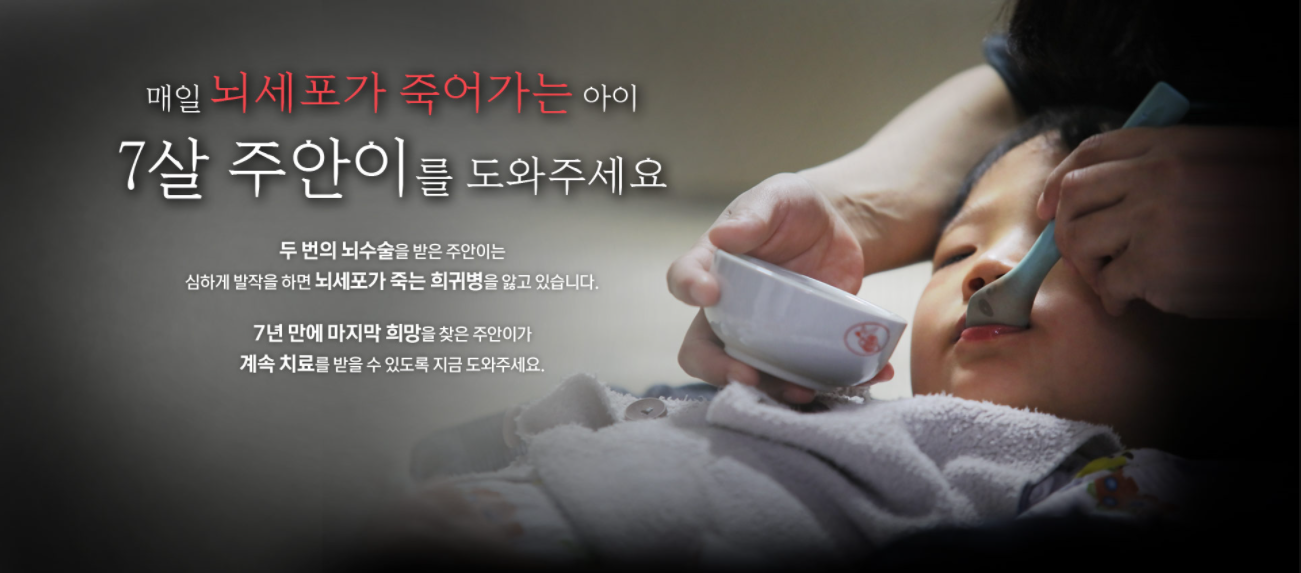 매일 뇌세포가 죽어가는 아이
7살 주안이를 도와주세요
두 번의 뇌수술을 받은 주안이는
심하게 발작을 하면 뇌세포가 죽는 희귀병을 앓고 있습니다.
7년 만에 마지막 희망을 찾은 주안이가
계속 치료를 받을 수 있도록 지금 도와주세요.